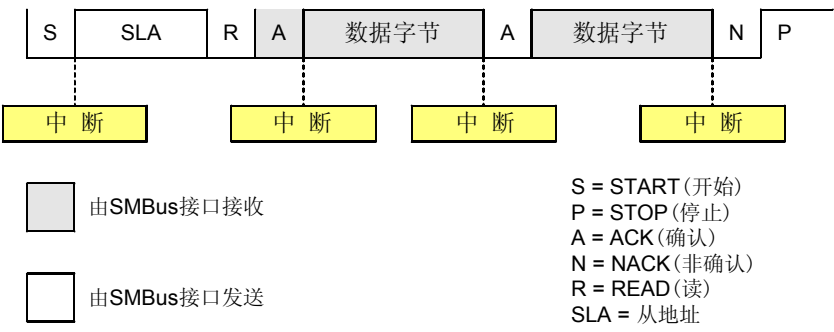 S SLA R A 数据字节 A 数据字节 N P
中 断 中 断 中 断 中 断
由SMBus接口接收
由SMBus接口发送
S = START(开始)
P = STOP(停止)
A = ACK(确认)
N = NACK(非确认)
R = READ(读)
SLA = 从地址